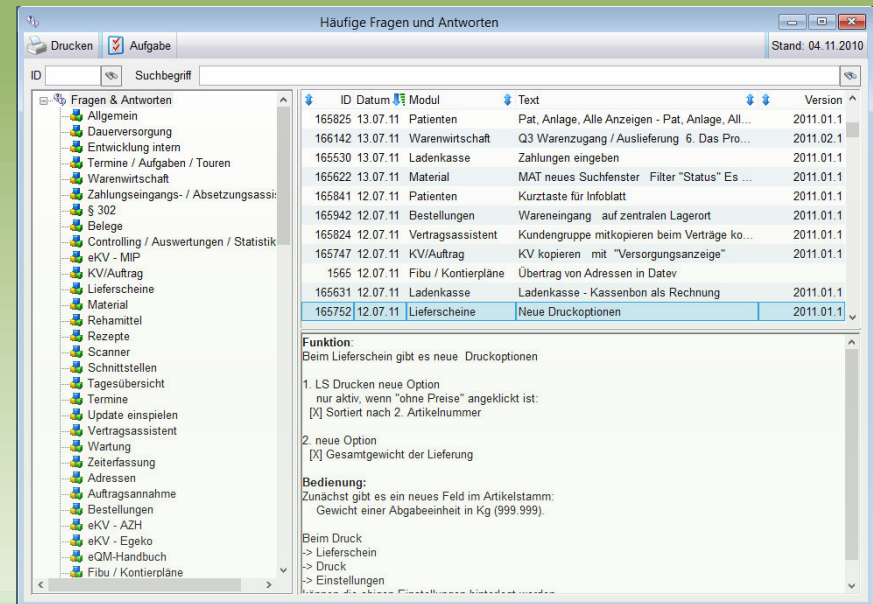 Häufige Fragen und Antworten
Drucken Aufgabe Stand: 04.11.2010
ID Suchbegriff
Fragen & Antworten
Allgemein
Dauerversorgung
Entwicklung intern
Termine / Aufgaben / Touren
Warenwirtschaft
Zahlungseingangs- / Absetzungsassi
§ 302
Belege
Controlling / Auswertungen / Statistik
eKV - MIP
KV/Auftrag
Lieferscheine
Material
Rehamittel
Rezepte
Scanner
Schnittstellen
Tagesübersicht
Termine
Update einspielen
Vertragsassistent
Wartung
Zeiterfassung
Adressen
Auftragsannahme
Bestellungen
eKV - AZH
eKV - Egeko
eQM-Handbuch
Fibu / Kontierpläne
ID Datum Modul Text Version
165825 13.07.11 Patienten Pat, Anlage, Alle Anzeigen - Pat, Anlage, All... 2011.01.1
166142 13.07.11 Warenwirtschaft Q3 Warenzugang / Auslieferung 6. Das Pro... 2011.02.1
165530 13.07.11 Ladenkasse Zahlungen eingeben 2011.01.1
165622 13.07.11 Material MAT neues Suchfenster Filter "Status" Es ... 2011.01.1
165841 12.07.11 Patienten Kurztaste für Infoblatt 2011.01.1
165942 12.07.11 Bestellungen Wareneingang auf zentralen Lagerort 2011.01.1
165824 12.07.11 Vertragsassistent Kundengruppe mitkopieren beim Verträge ko... 2011.01.1
165747 12.07.11 KV/Auftrag KV kopieren mit "Versorgungsanzeige" 2011.01.1
1565 12.07.11 Fibu / Kontierpläne Übertrag von Adressen in Datev
165631 12.07.11 Ladenkasse Ladenkasse - Kassenbon als Rechnung 2011.01.1
165752 12.07.11 Lieferscheine Neue Druckoptionen 2011.01.1
Funktion:
Beim Lieferschein gibt es neue Druckoptionen
1. LS Drucken neue Option
nur aktiv, wenn "ohne Preise" angeklickt ist:
[X] Sortiert nach 2. Artikelnummer
2. neue Option
[X] Gesamtgewicht der Lieferung
Bedienung:
Zunächst gibt es ein neues Feld im Artikelstamm:
Gewicht einer Abgabeeinheit in Kg (999.999).
Beim Druck
-> Lieferschein
-> Druck
-> Einstellungen
können die obigen Einstellungen hinterlegt werden